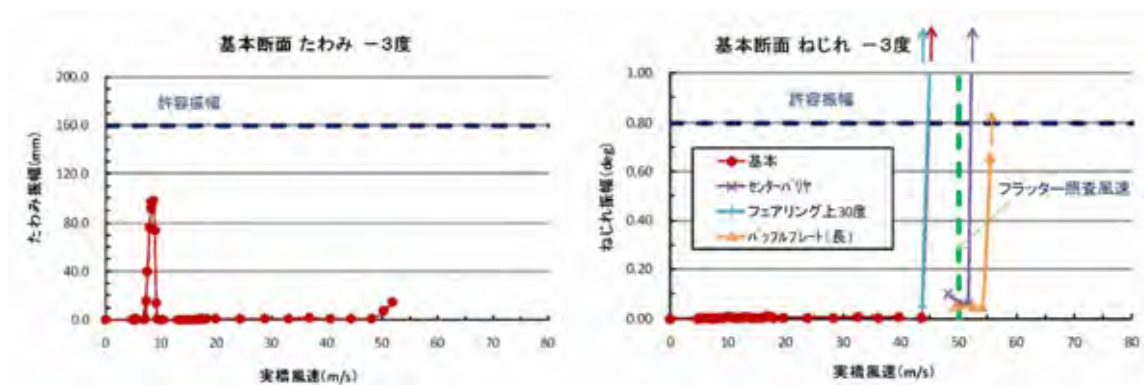 基本断面 たわみ －3度
200.0
160.0
120.0
80.0
40.0
0.0
たわみ振幅(mm)
許容振幅
0
10
20
30
40
50
60
70
80
実橋風速(m/s)
基本断面 ねじれ －3度
1.00
0.80
0.60
0.40
0.20
0.00
ねじれ振幅(deg)
許容振幅
基本
センターバリヤ
フェアリング上30度
バッフルプレート(長)
フラッター照査風速
0
10
20
30
40
50
60
70
80
実橋風速(m/s)